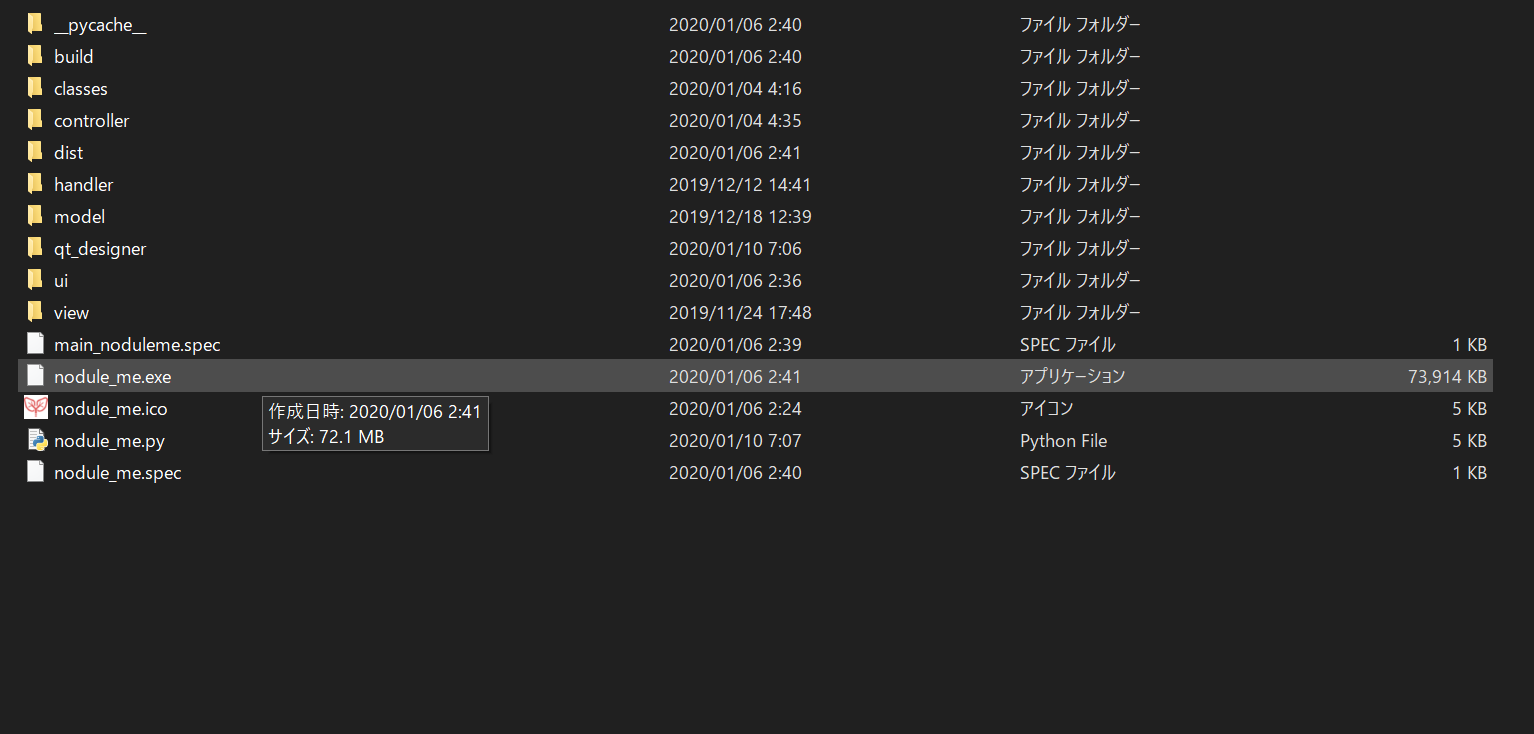 __pycache__ 2020/01/06 2:40 ファイル フォルダー
build 2020/01/06 2:40 ファイル フォルダー
classes 2020/01/04 4:16 ファイル フォルダー
controller 2020/01/04 4:35 ファイル フォルダー
dist 2020/01/06 2:41 ファイル フォルダー
handler 2019/12/12 14:41 ファイル フォルダー
model 2019/12/18 12:39 ファイル フォルダー
qt_designer 2020/01/10 7:06 ファイル フォルダー
ui 2020/01/06 2:36 ファイル フォルダー
view 2019/11/24 17:48 ファイル フォルダー
main_noduleme.spec 2020/01/06 2:39 SPEC ファイル 1 KB
nodule_me.exe 2020/01/06 2:41 アプリケーション 73,914 KB
nodule_me.ico 2020/01/06 2:24 アイコン 5 KB
作成日時: 2020/01/06 2:41
サイズ: 72.1 MB
nodule_me.py 2020/01/10 7:07 Python File 5 KB
nodule_me.spec 2020/01/06 2:40 SPEC ファイル 1 KB